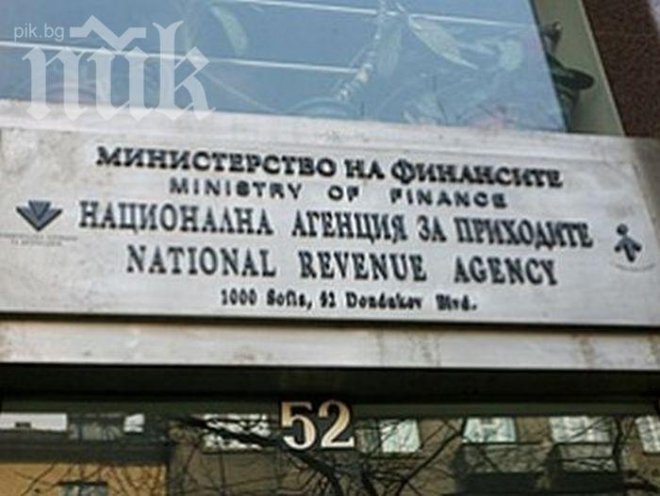 pik.bg
пик
МИНИСТЕРСТВО НА ФИНАНСИТЕ
MINISTRY OF FINANCE
НАЦИОНАЛНА АГЕНЦИЯ ЗА ПРИХОДИТЕ
NATIONAL REVENUE AGENCY
1000 Sofia, 52 Dondukov Blvd.
52